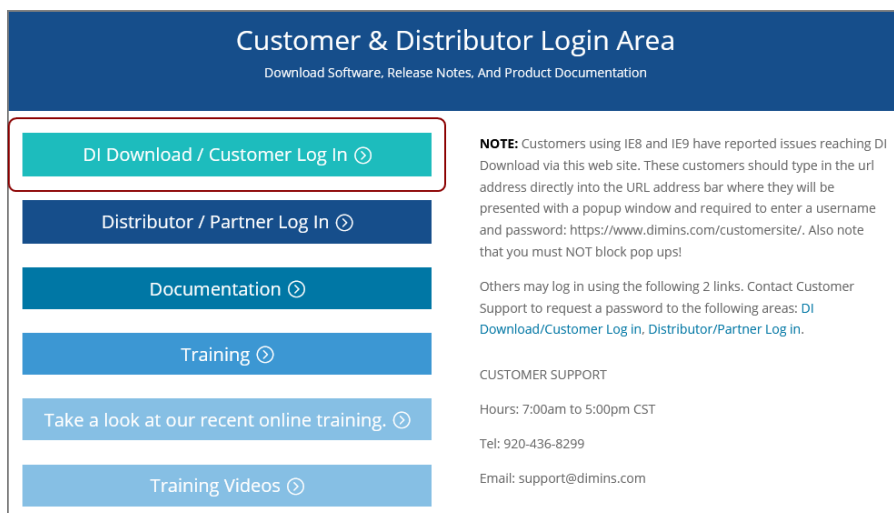 Customer & Distributor Login Area
Download Software, Release Notes, And Product Documentation
DI Download / Customer Log In
Distributor / Partner Log In
Documentation
Training
Take a look at our recent online training.
Training Videos
NOTE: Customers using IE8 and IE9 have reported issues reaching DI
Download via this web site. These customers should type in the url
address directly into the URL address bar where they will be
presented with a popup window and required to enter a username
and password: https://www.dimins.com/customersite/. Also note
that you must NOT block pop ups!
Others may log in using the following 2 links. Contact Customer
Support to request a password to the following areas: DI
Download/Customer Log in, Distributor/Partner Log in.
CUSTOMER SUPPORT
Hours: 7:00am to 5:00pm CST
Tel: 920-436-8299
Email: support@dimins.com